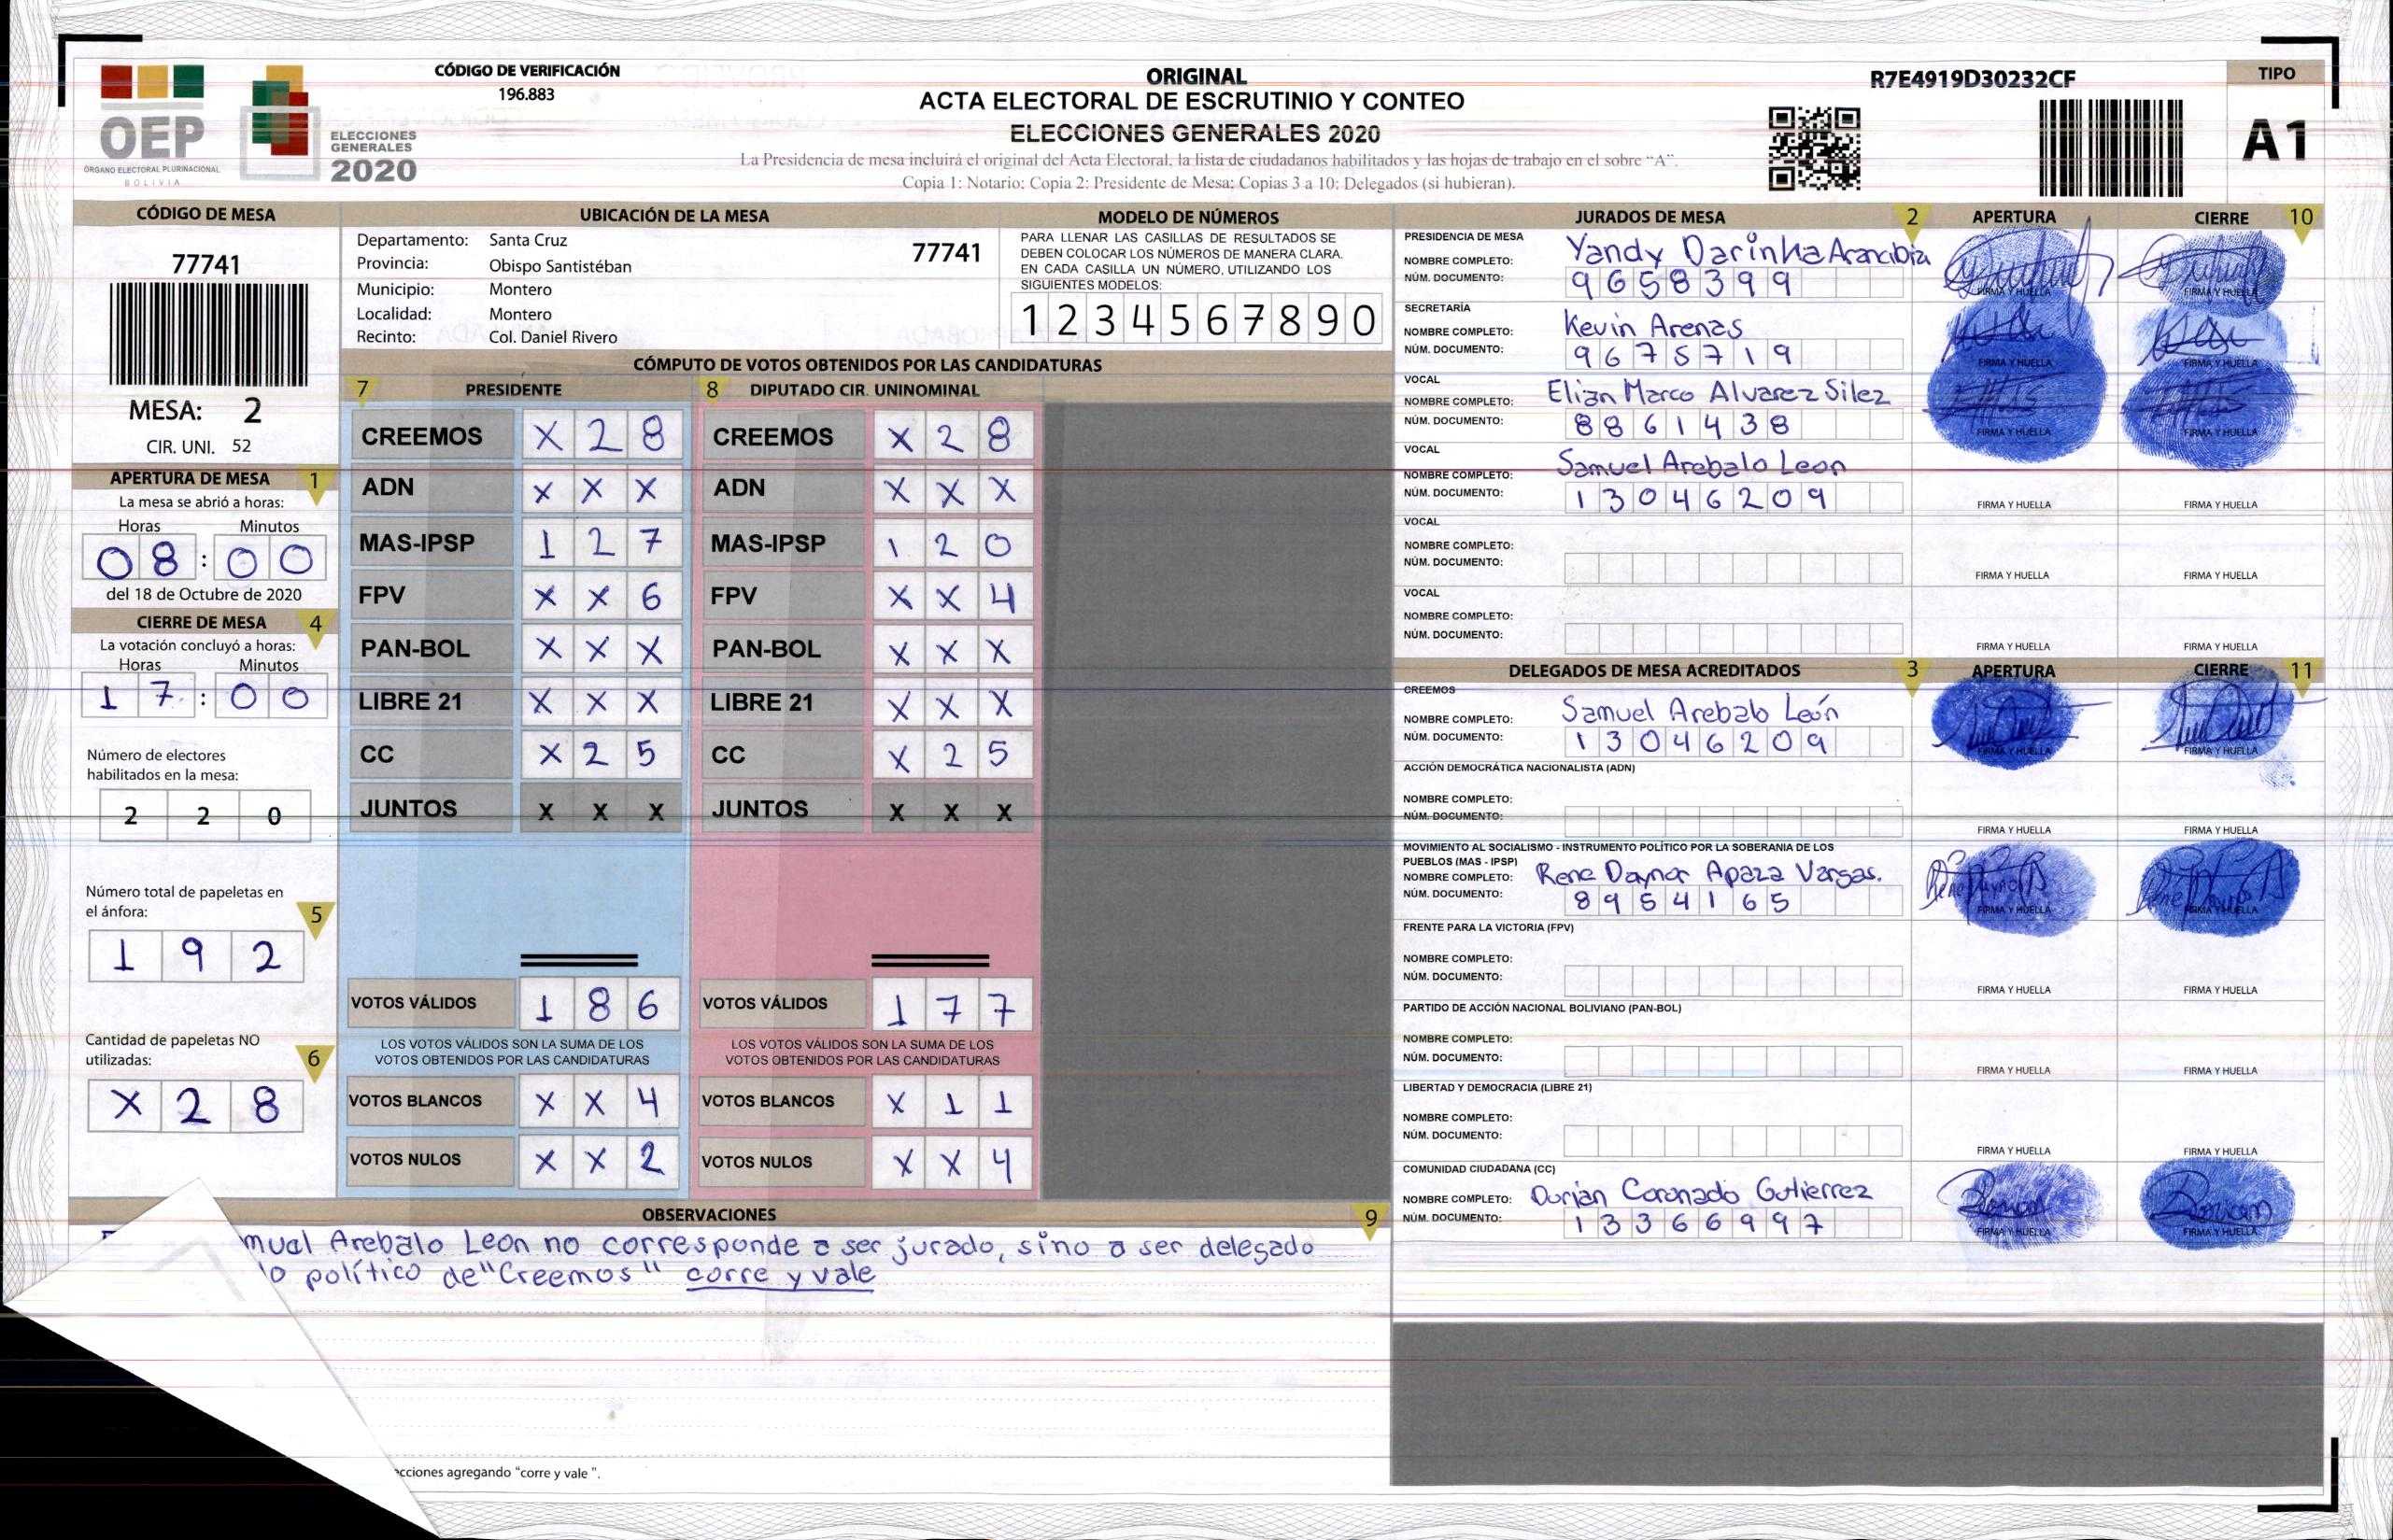 CÓDIGO DE VERIFICACIÓN
196.883
OEP
ÓRGANO ELECTORAL PLURINACIONAL
BOLIVIA
ELECCIONES
GENERALES
2020
ORIGINAL
ACTA ELECTORAL DE ESCRUTINIO Y CONTEO
ELECCIONES GENERALES 2020
La Presidencia de mesa incluirá el original del Acta Electoral, la lista de ciudadanos habilitados y las hojas de trabajo en el sobre “A”.
Copia 1: Notario; Copia 2: Presidente de Mesa; Copias 3 a 10: Delegados (si hubieran).
R7E4919D30232CF
TIPO
A1
CÓDIGO DE MESA
77741
MESA: 2
CIR. UNI. 52
APERTURA DE MESA 1
La mesa se abrió a horas:
Horas Minutos
08:00
del 18 de Octubre de 2020
CIERRE DE MESA 4
La votación concluyó a horas:
Horas Minutos
17:00
Número de electores
habilitados en la mesa:
2 2 0
Número total de papeletas en
el ánfora: 5
1 9 2
Cantidad de papeletas NO
utilizadas: 6
X 2 8
UBICACIÓN DE LA MESA
Departamento: Santa Cruz 77741
Provincia: Obispo Santistéban
Municipio: Montero
Localidad: Montero
Recinto: Col. Daniel Rivero
MODELO DE NÚMEROS
PARA LLENAR LAS CASILLAS DE RESULTADOS SE
DEBEN COLOCAR LOS NÚMEROS DE MANERA CLARA.
EN CADA CASILLA UN NÚMERO, UTILIZANDO LOS
SIGUIENTES MODELOS:
1 2 3 4 5 6 7 8 9 0
CÓMPUTO DE VOTOS OBTENIDOS POR LAS CANDIDATURAS
7 PRESIDENTE
CREEMOS X 2 8
ADN X X X
MAS-IPSP 1 2 7
FPV X X 6
PAN-BOL X X X
LIBRE 21 X X X
CC X 2 5
JUNTOS X X X
VOTOS VÁLIDOS 1 8 6
LOS VOTOS VÁLIDOS SON LA SUMA DE LOS
VOTOS OBTENIDOS POR LAS CANDIDATURAS
VOTOS BLANCOS X X 4
VOTOS NULOS X X 2
8 DIPUTADO CIR. UNINOMINAL
CREEMOS X 2 8
ADN X X X
MAS-IPSP 1 2 0
FPV X X 4
PAN-BOL X X X
LIBRE 21 X X X
CC X 2 5
JUNTOS X X X
VOTOS VÁLIDOS 1 7 7
LOS VOTOS VÁLIDOS SON LA SUMA DE LOS
VOTOS OBTENIDOS POR LAS CANDIDATURAS
VOTOS BLANCOS X 1 1
VOTOS NULOS X X 4
OBSERVACIONES 9
muel Arebalo Leon no corresponde a ser jurado, sino a ser delegado
político de "Creemos" corre y vale
cciones agregando “corre y vale ”.
JURADOS DE MESA 2 APERTURA CIERRE 10
PRESIDENCIA DE MESA
NOMBRE COMPLETO: Yandy Darinka Arancibia
NÚM. DOCUMENTO: 9658399
FIRMA Y HUELLA FIRMA Y HUELLA
SECRETARÍA
NOMBRE COMPLETO: Kevin Arenas
NÚM. DOCUMENTO: 9675719
FIRMA Y HUELLA FIRMA Y HUELLA
VOCAL
NOMBRE COMPLETO: Elian Marco Alvarez Silez
NÚM. DOCUMENTO: 8861438
FIRMA Y HUELLA FIRMA Y HUELLA
VOCAL
NOMBRE COMPLETO: Samuel Arebalo Leon
NÚM. DOCUMENTO: 13046209
FIRMA Y HUELLA FIRMA Y HUELLA
VOCAL
NOMBRE COMPLETO:
NÚM. DOCUMENTO:
FIRMA Y HUELLA FIRMA Y HUELLA
VOCAL
NOMBRE COMPLETO:
NÚM. DOCUMENTO:
FIRMA Y HUELLA FIRMA Y HUELLA
DELEGADOS DE MESA ACREDITADOS 3 APERTURA CIERRE 11
CREEMOS
NOMBRE COMPLETO: Samuel Arebalo León
NÚM. DOCUMENTO: 13046209
FIRMA Y HUELLA FIRMA Y HUELLA
ACCIÓN DEMOCRÁTICA NACIONALISTA (ADN)
NOMBRE COMPLETO:
NÚM. DOCUMENTO:
FIRMA Y HUELLA FIRMA Y HUELLA
MOVIMIENTO AL SOCIALISMO - INSTRUMENTO POLÍTICO POR LA SOBERANIA DE LOS
PUEBLOS (MAS - IPSP)
NOMBRE COMPLETO: Rene Daynor Apaza Vargas.
NÚM. DOCUMENTO: 8954165
FIRMA Y HUELLA FIRMA Y HUELLA
FRENTE PARA LA VICTORIA (FPV)
NOMBRE COMPLETO:
NÚM. DOCUMENTO:
FIRMA Y HUELLA FIRMA Y HUELLA
PARTIDO DE ACCIÓN NACIONAL BOLIVIANO (PAN-BOL)
NOMBRE COMPLETO:
NÚM. DOCUMENTO:
FIRMA Y HUELLA FIRMA Y HUELLA
LIBERTAD Y DEMOCRACIA (LIBRE 21)
NOMBRE COMPLETO:
NÚM. DOCUMENTO:
FIRMA Y HUELLA FIRMA Y HUELLA
COMUNIDAD CIUDADANA (CC)
NOMBRE COMPLETO: Dorian Coronado Gutierrez
NÚM. DOCUMENTO: 13366997
FIRMA Y HUELLA FIRMA Y HUELLA